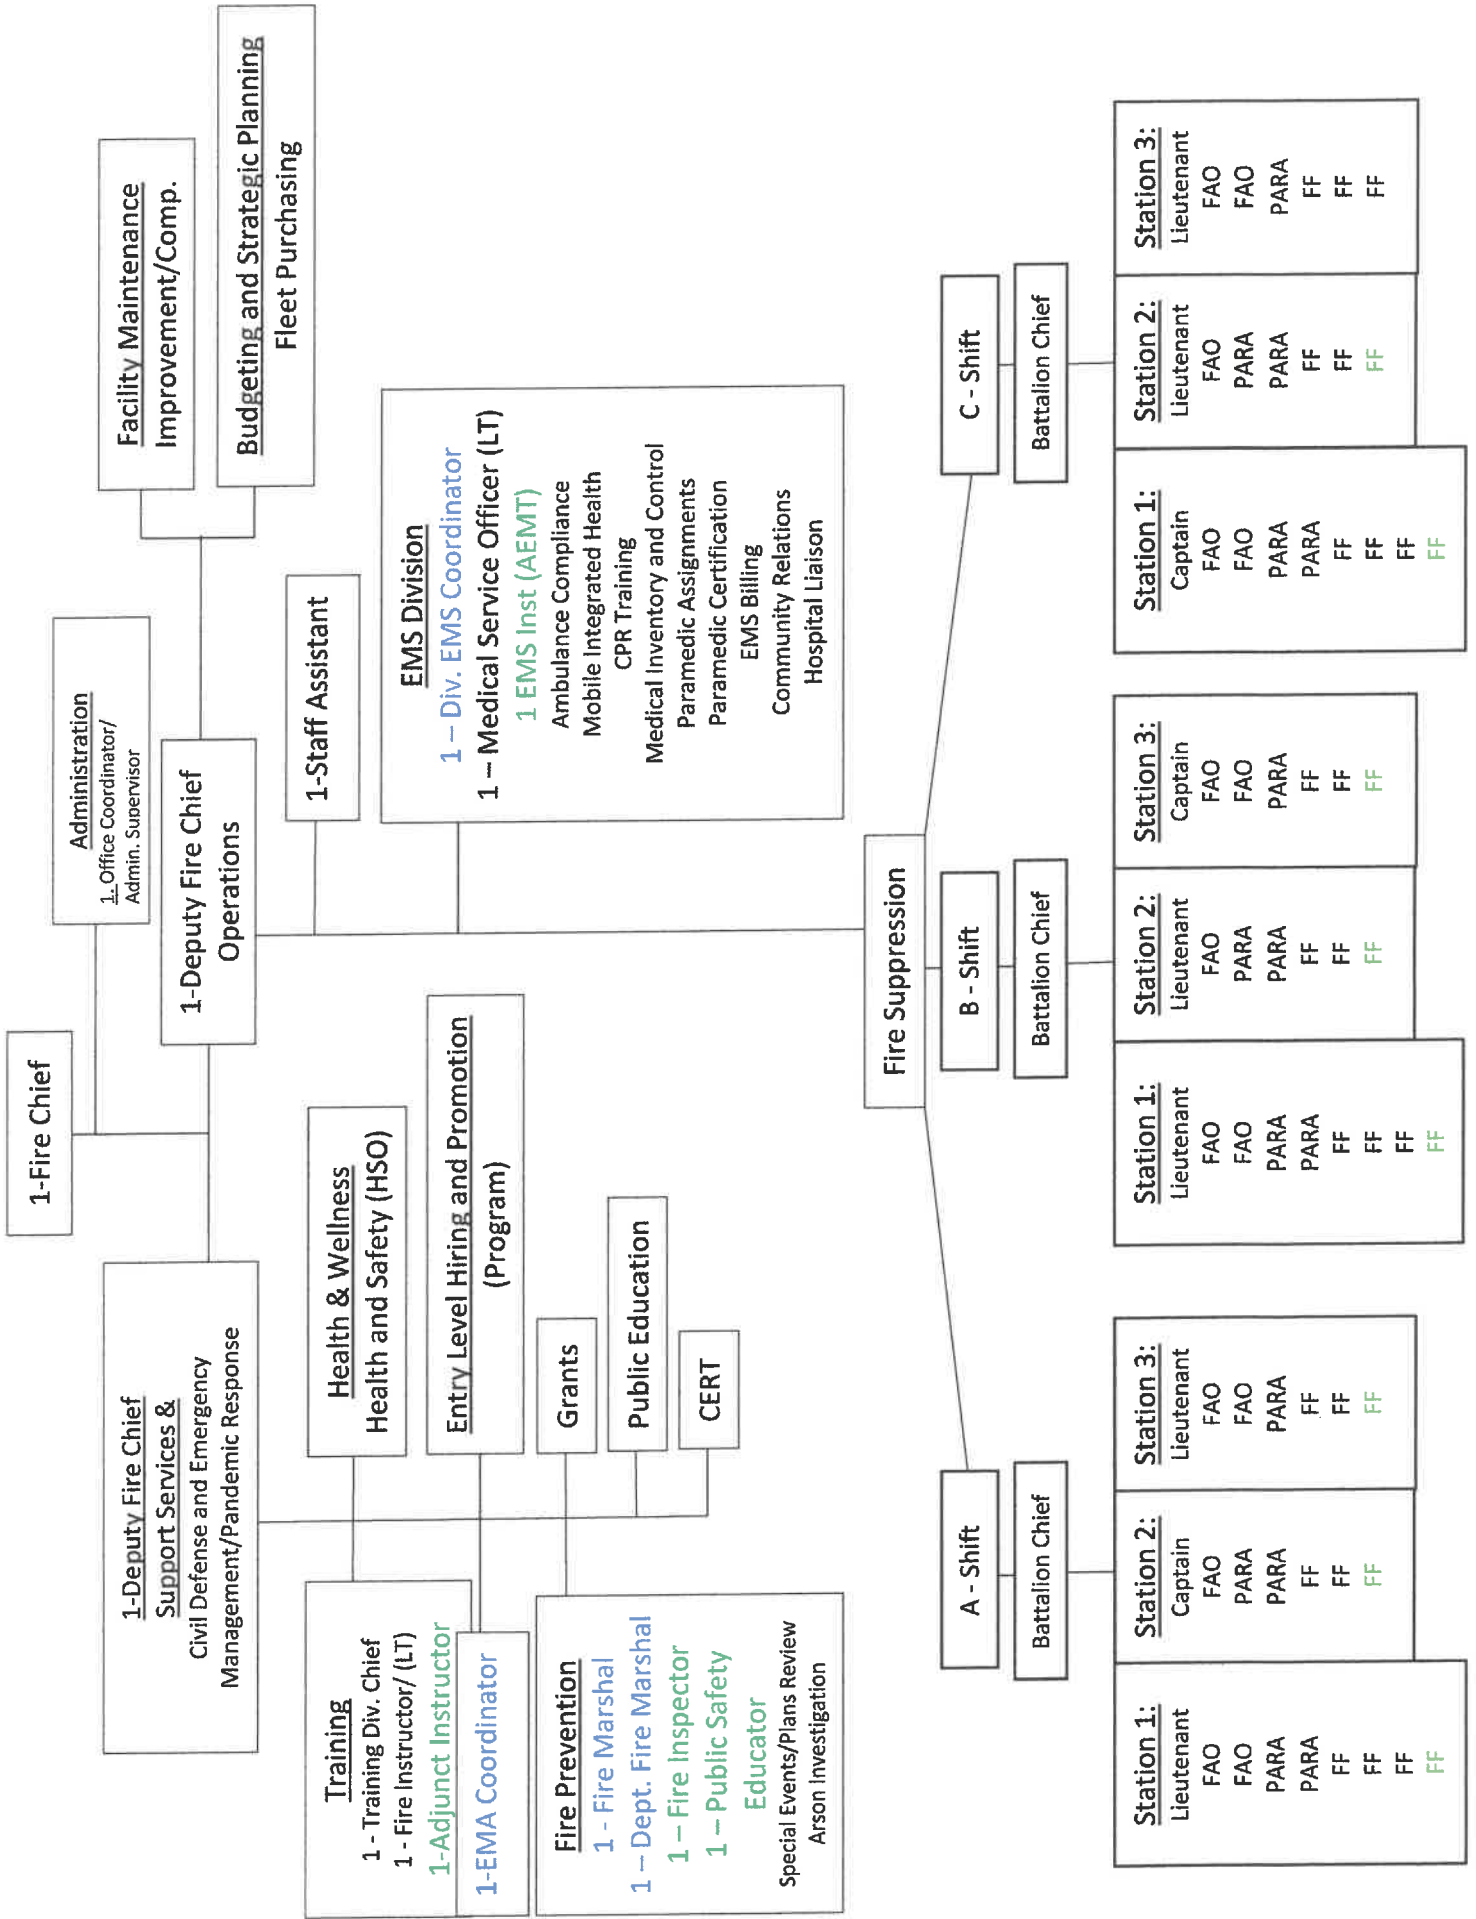 1-Fire Chief
Administration
1. Office Coordinator/
Admin. Supervisor
1-Deputy Fire Chief
Support Services &
Civil Defense and Emergency
Management/Pandemic Response
1-Deputy Fire Chief
Operations
Facility Maintenance
Improvement/Comp.
Budgeting and Strategic Planning
Fleet Purchasing
Training
1 - Training Div. Chief
1 - Fire Instructor/ (LT)
1-Adjunct Instructor
1-EMA Coordinator
Health & Wellness
Health and Safety (HSO)
Entry Level Hiring and Promotion
(Program)
Fire Prevention
1 - Fire Marshal
1 – Dept. Fire Marshal
1 – Fire Inspector
1 – Public Safety
Educator
Special Events/Plans Review
Arson Investigation
Grants
Public Education
CERT
1-Staff Assistant
EMS Division
1 – Div. EMS Coordinator
1 – Medical Service Officer (LT)
1 EMS Inst (AEMT)
Ambulance Compliance
Mobile Integrated Health
CPR Training
Medical Inventory and Control
Paramedic Assignments
Paramedic Certification
EMS Billing
Community Relations
Hospital Liaison
Fire Suppression
A - Shift
Battalion Chief
Station 1:
Lieutenant
FAO
FAO
PARA
PARA
FF
FF
FF
FF
Station 2:
Captain
FAO
PARA
PARA
FF
FF
FF
Station 3:
Lieutenant
FAO
FAO
PARA
FF
FF
FF
B - Shift
Battalion Chief
Station 1:
Lieutenant
FAO
FAO
PARA
PARA
FF
FF
FF
FF
Station 2:
Lieutenant
FAO
PARA
PARA
FF
FF
FF
Station 3:
Captain
FAO
FAO
PARA
FF
FF
FF
C - Shift
Battalion Chief
Station 1:
Captain
FAO
FAO
PARA
PARA
FF
FF
FF
FF
Station 2:
Lieutenant
FAO
PARA
PARA
FF
FF
FF
Station 3:
Lieutenant
FAO
FAO
PARA
FF
FF
FF